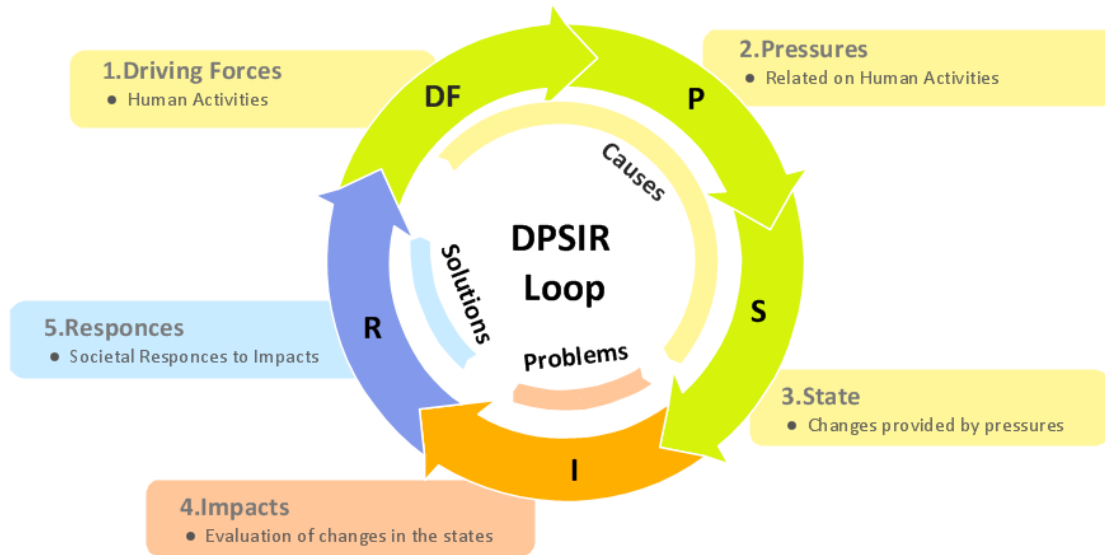 1.Driving Forces
● Human Activities
2.Pressures
● Related on Human Activities
DF
P
Causes
DPSIR
Loop
Solutions
Problems
S
R
I
5.Responces
● Societal Responces to Impacts
3.State
● Changes provided by pressures
4.Impacts
● Evaluation of changes in the states